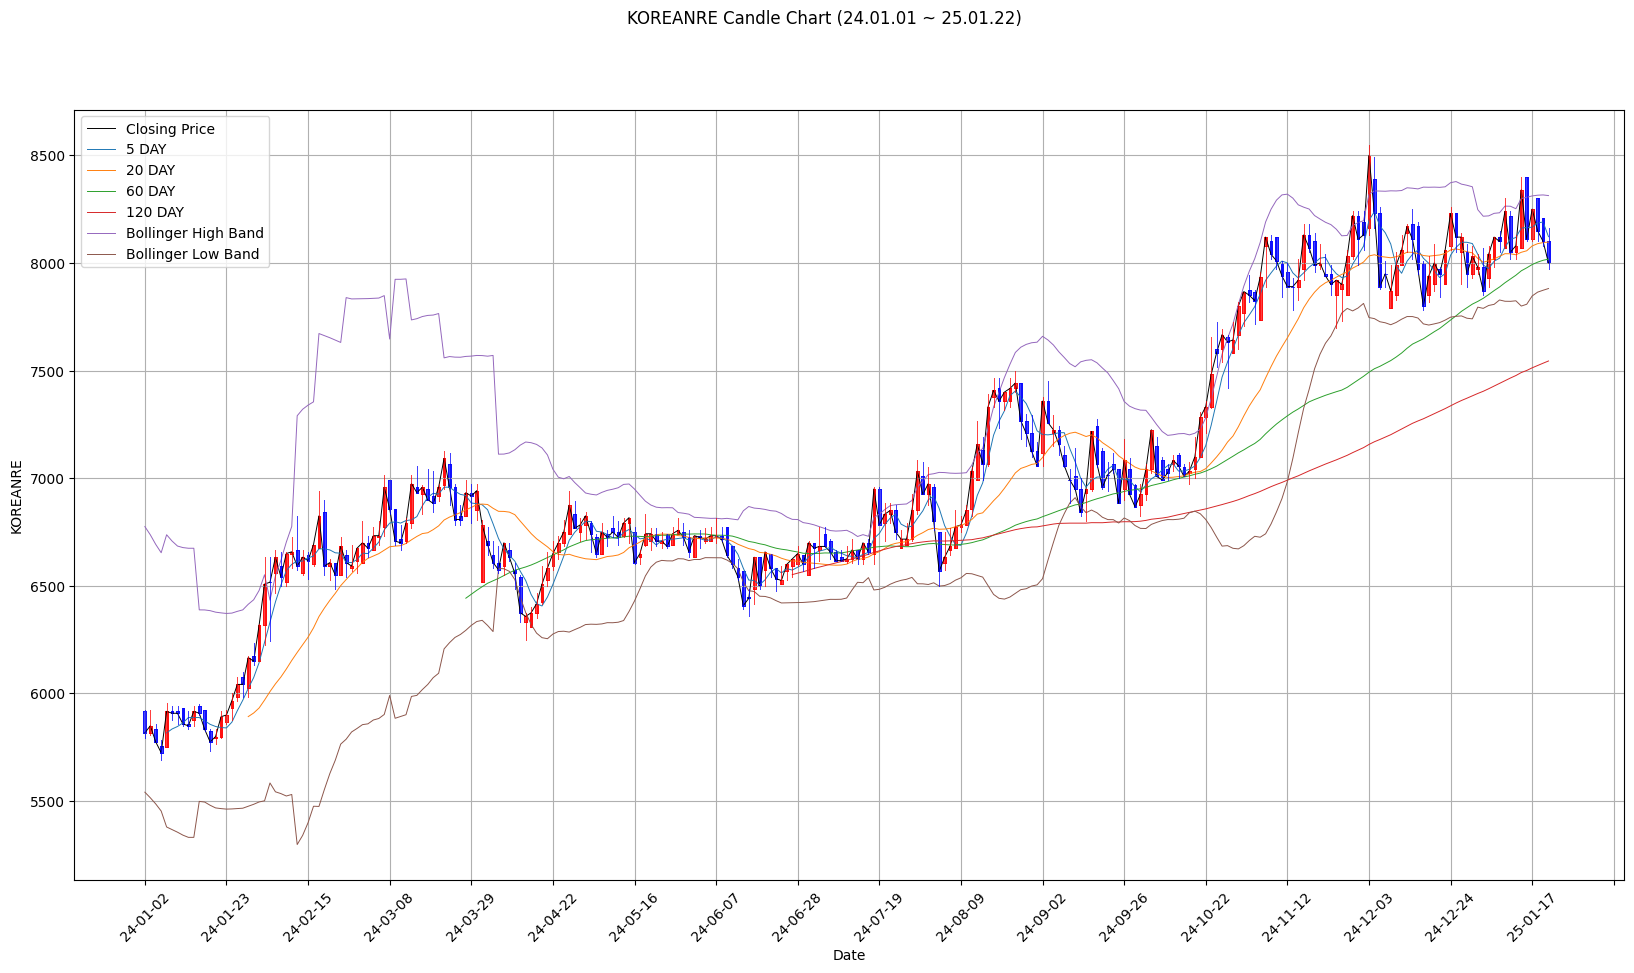 KOREANRE Candle Chart (24.01.01 ~ 25.01.22)
Closing Price
5 DAY
20 DAY
60 DAY
120 DAY
Bollinger High Band
Bollinger Low Band
8500
8000
7500
7000
6500
6000
5500
KOREANRE
24-01-02
24-01-23
24-02-15
24-03-08
24-03-29
24-04-22
24-05-16
24-06-07
24-06-28
24-07-19
24-08-09
24-09-02
24-09-26
24-10-22
24-11-12
24-12-03
24-12-24
25-01-17
Date